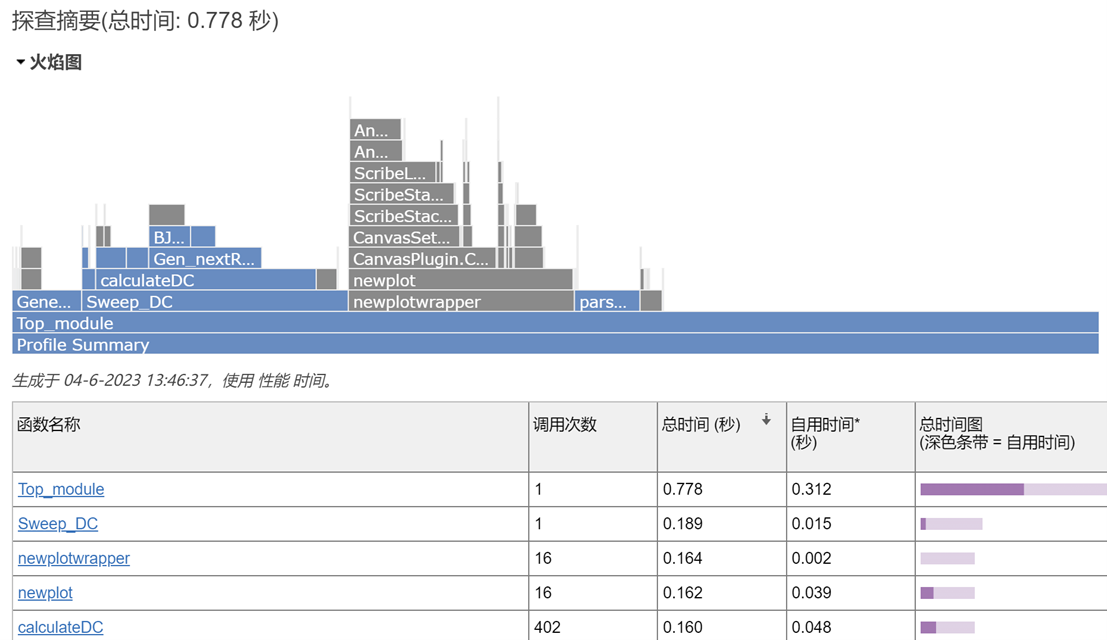 探查摘要(总时间: 0.778 秒)
火焰图
An...
An...
ScribeL...
ScribeSta...
ScribeStac...
BJ...
CanvasSet...
Gen_nextR...
CanvasPlugin.C...
calculateDC
newplot
Gene...
Sweep_DC
newplotwrapper
pars...
Top_module
Profile Summary
生成于 04-6-2023 13:46:37，使用 性能 时间。
函数名称 调用次数 总时间 (秒) 自用时间* 总时间图
(秒) (深色条带 = 自用时间)
Top_module 1 0.778 0.312
Sweep_DC 1 0.189 0.015
newplotwrapper 16 0.164 0.002
newplot 16 0.162 0.039
calculateDC 402 0.160 0.048